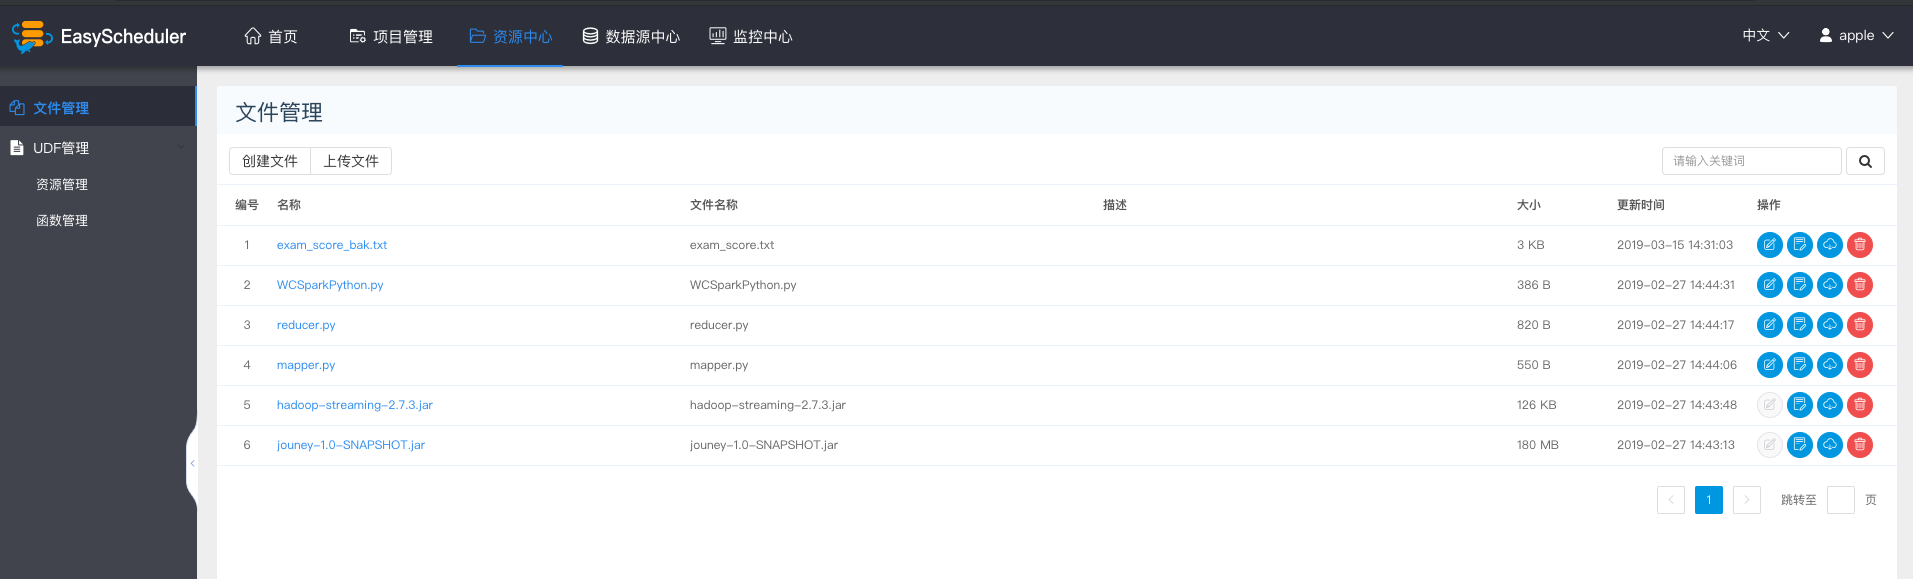 EasyScheduler 首页 项目管理 资源中心 数据源中心 监控中心 中文 apple
文件管理
UDF管理
资源管理
函数管理
文件管理
创建文件 上传文件 请输入关键词
编号 名称 文件名称 描述 大小 更新时间 操作
1 exam_score_bak.txt exam_score.txt 3 KB 2019-03-15 14:31:03
2 WCSparkPython.py WCSparkPython.py 386 B 2019-02-27 14:44:31
3 reducer.py reducer.py 820 B 2019-02-27 14:44:17
4 mapper.py mapper.py 550 B 2019-02-27 14:44:06
5 hadoop-streaming-2.7.3.jar hadoop-streaming-2.7.3.jar 126 KB 2019-02-27 14:43:48
6 jouney-1.0-SNAPSHOT.jar jouney-1.0-SNAPSHOT.jar 180 MB 2019-02-27 14:43:13
1 跳转至 页